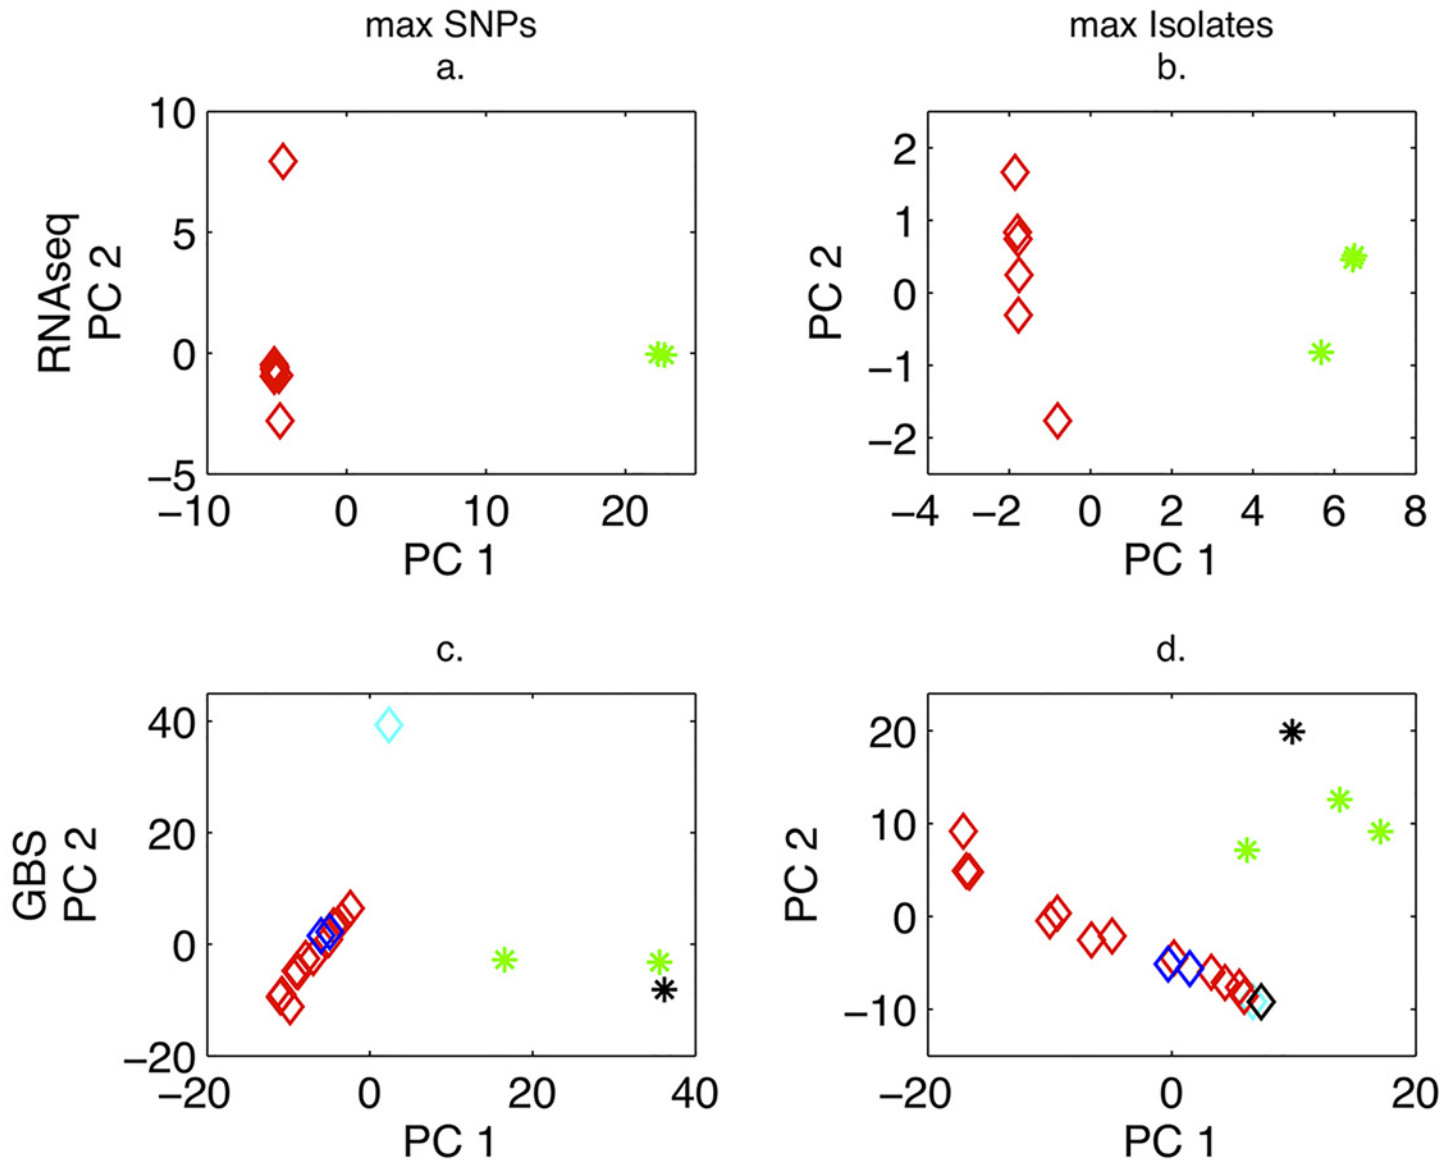 max SNPs
a.
RNAseq
PC 2
10
5
0
−5
−10 0 10 20
PC 1
max Isolates
b.
PC 2
2
1
0
−1
−2
−4 −2 0 2 4 6 8
PC 1
c.
GBS
PC 2
40
20
0
−20
−20 0 20 40
PC 1
d.
PC 2
20
10
0
−10
−20 0 20
PC 1